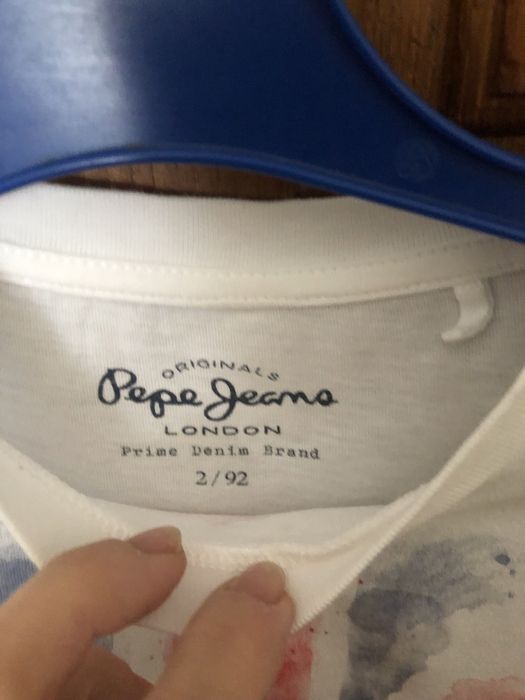 ORIGINALS
Pepe Jeans
LONDON
Prime Denim Brand
2/92